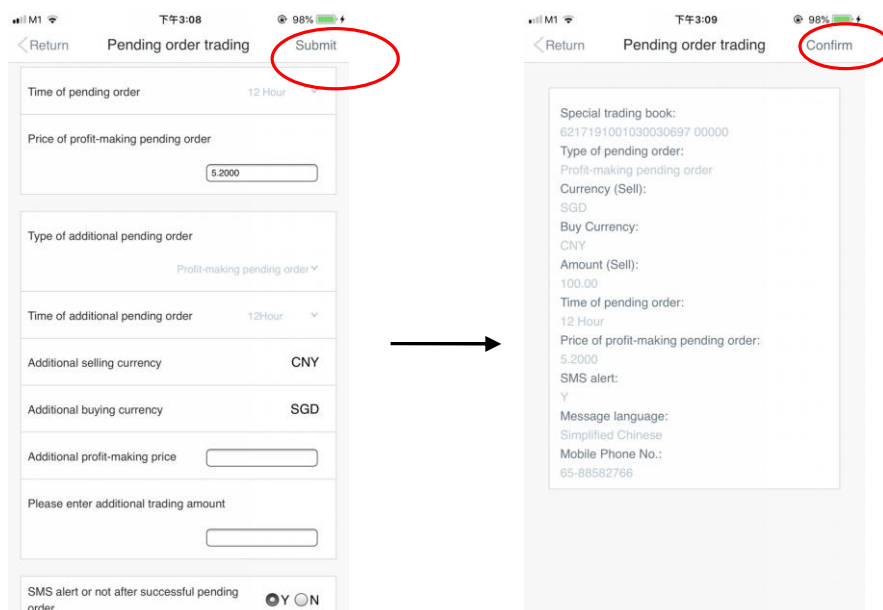 M1 下午3:08 98%
Return Pending order trading Submit
Time of pending order 12 Hour
Price of profit-making pending order
5.2000
Type of additional pending order
Profit-making pending order
Time of additional pending order 12Hour
Additional selling currency CNY
Additional buying currency SGD
Additional profit-making price
Please enter additional trading amount
SMS alert or not after successful pending Y N
order
M1 下午3:09 98%
Return Pending order trading Confirm
Special trading book:
6217191001030030697 00000
Type of pending order:
Profit-making pending order
Currency (Sell):
SGD
Buy Currency:
CNY
Amount (Sell):
100.00
Time of pending order:
12 Hour
Price of profit-making pending order:
5.2000
SMS alert:
Y
Message language:
Simplified Chinese
Mobile Phone No.:
65-88582766